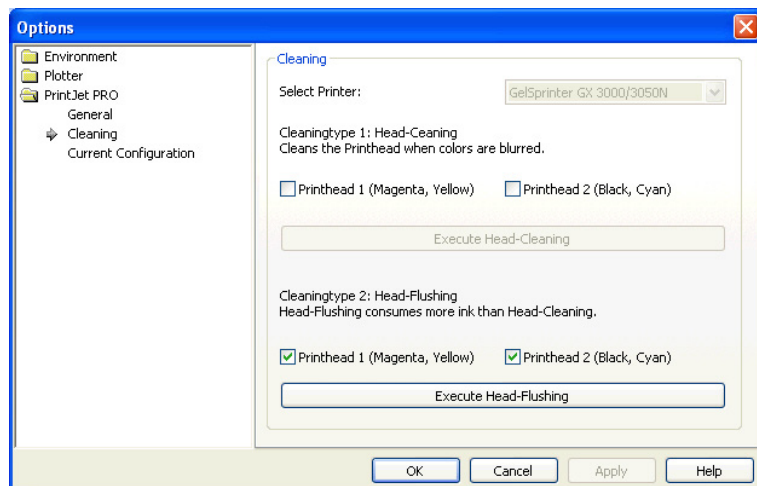 Options
Environment
Plotter
PrintJet PRO
General
Cleaning
Current Configuration
Cleaning
Select Printer: GelSprinter GX 3000/3050N
Cleaningtype 1: Head-Ceaning
Cleans the Printhead when colors are blurred.
Printhead 1 (Magenta, Yellow) Printhead 2 (Black, Cyan)
Execute Head-Cleaning
Cleaningtype 2: Head-Flushing
Head-Flushing consumes more ink than Head-Cleaning.
Printhead 1 (Magenta, Yellow) Printhead 2 (Black, Cyan)
Execute Head-Flushing
OK Cancel Apply Help